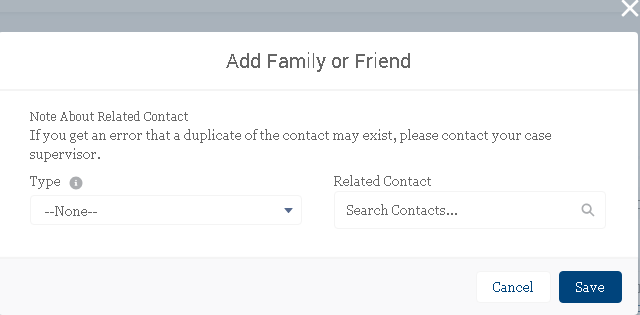 Add Family or Friend
Note About Related Contact
If you get an error that a duplicate of the contact may exist, please contact your case
supervisor.
Type
Related Contact
--None--
Search Contacts...
Cancel
Save